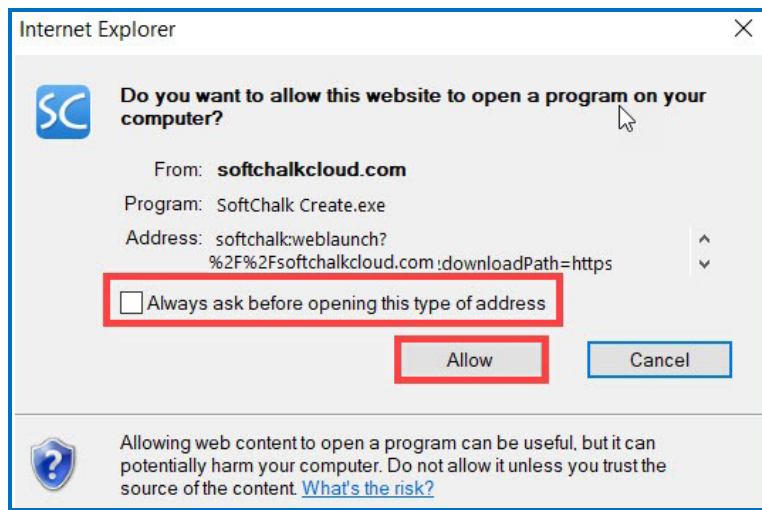 Internet Explorer
SC
Do you want to allow this website to open a program on your
computer?
From: softchalkcloud.com
Program: SoftChalk Create.exe
Address: softchalk:weblaunch?
%2F%2Fsoftchalkcloud.com:downloadPath=https
Always ask before opening this type of address
Allow Cancel
Allowing web content to open a program can be useful, but it can
potentially harm your computer. Do not allow it unless you trust the
source of the content. What's the risk?